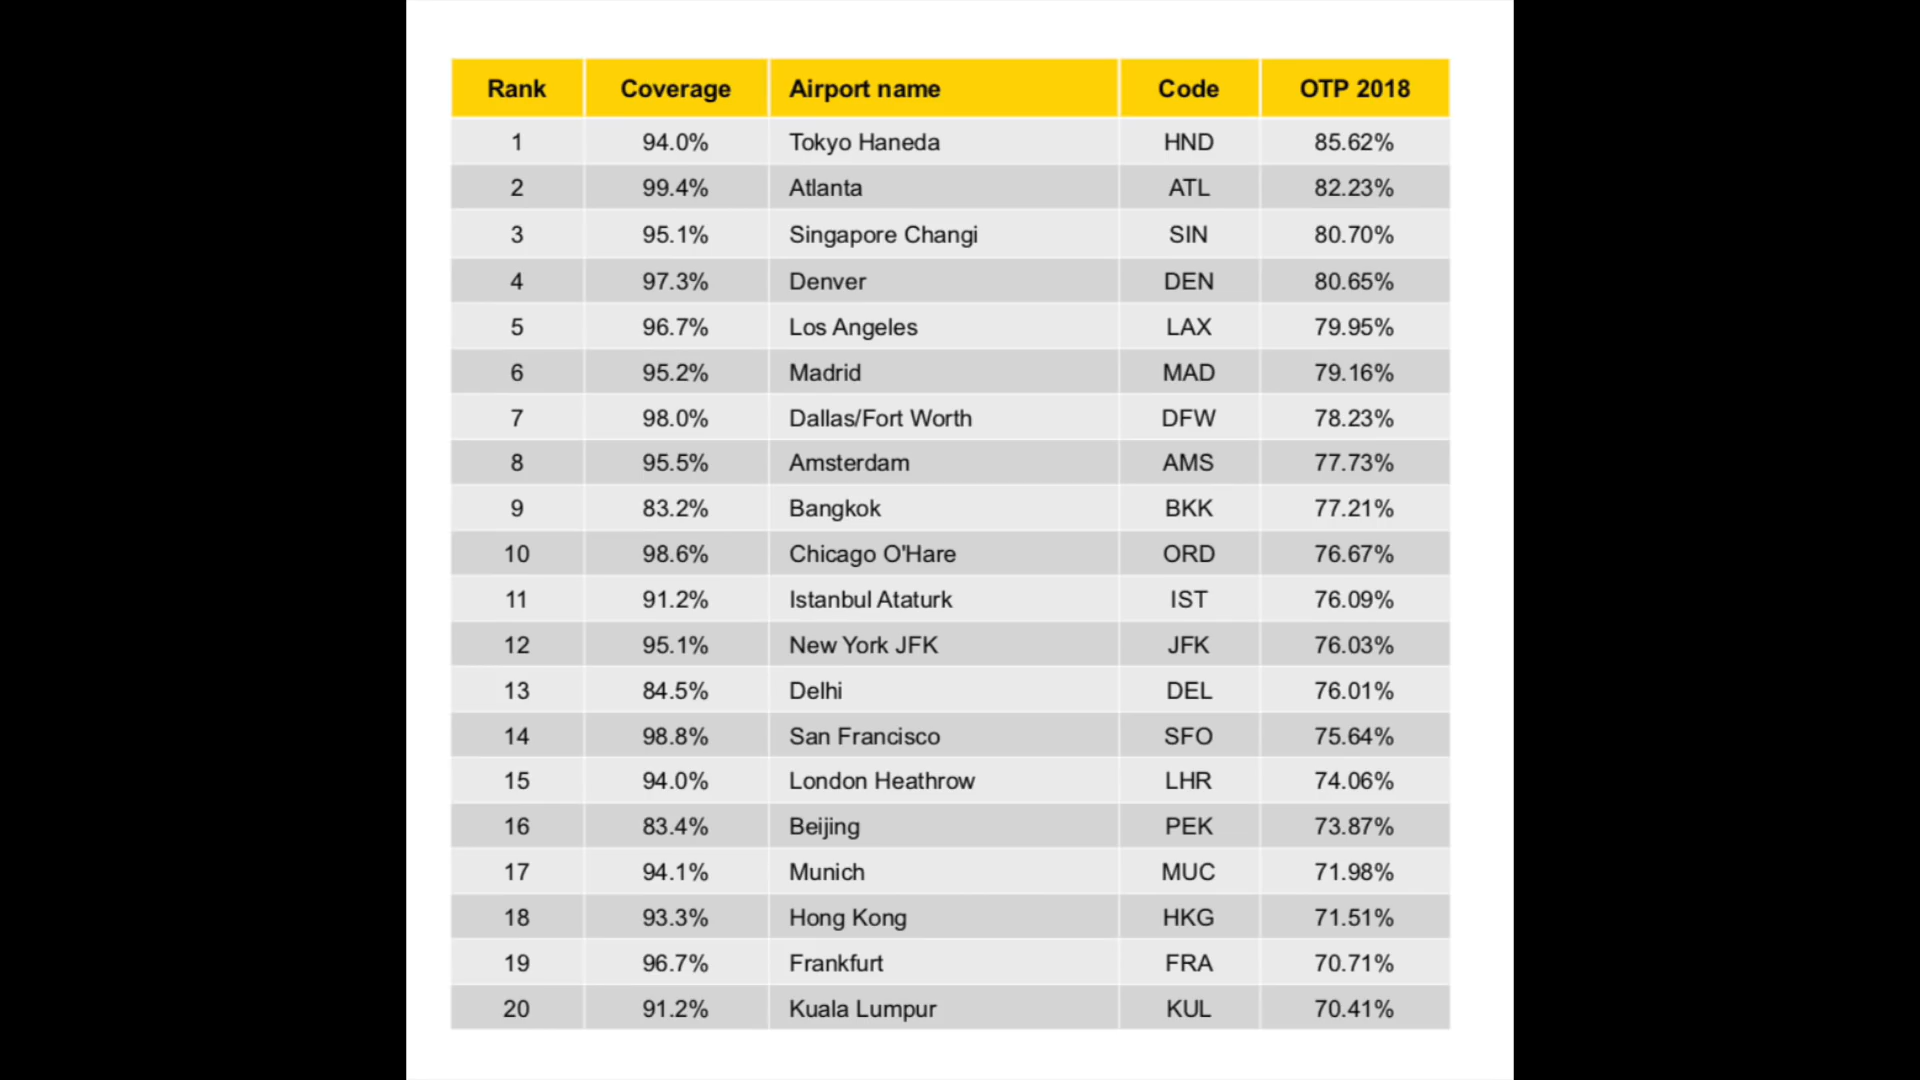 Rank Coverage Airport name Code OTP 2018
1 94.0% Tokyo Haneda HND 85.62%
2 99.4% Atlanta ATL 82.23%
3 95.1% Singapore Changi SIN 80.70%
4 97.3% Denver DEN 80.65%
5 96.7% Los Angeles LAX 79.95%
6 95.2% Madrid MAD 79.16%
7 98.0% Dallas/Fort Worth DFW 78.23%
8 95.5% Amsterdam AMS 77.73%
9 83.2% Bangkok BKK 77.21%
10 98.6% Chicago O'Hare ORD 76.67%
11 91.2% Istanbul Ataturk IST 76.09%
12 95.1% New York JFK JFK 76.03%
13 84.5% Delhi DEL 76.01%
14 98.8% San Francisco SFO 75.64%
15 94.0% London Heathrow LHR 74.06%
16 83.4% Beijing PEK 73.87%
17 94.1% Munich MUC 71.98%
18 93.3% Hong Kong HKG 71.51%
19 96.7% Frankfurt FRA 70.71%
20 91.2% Kuala Lumpur KUL 70.41%